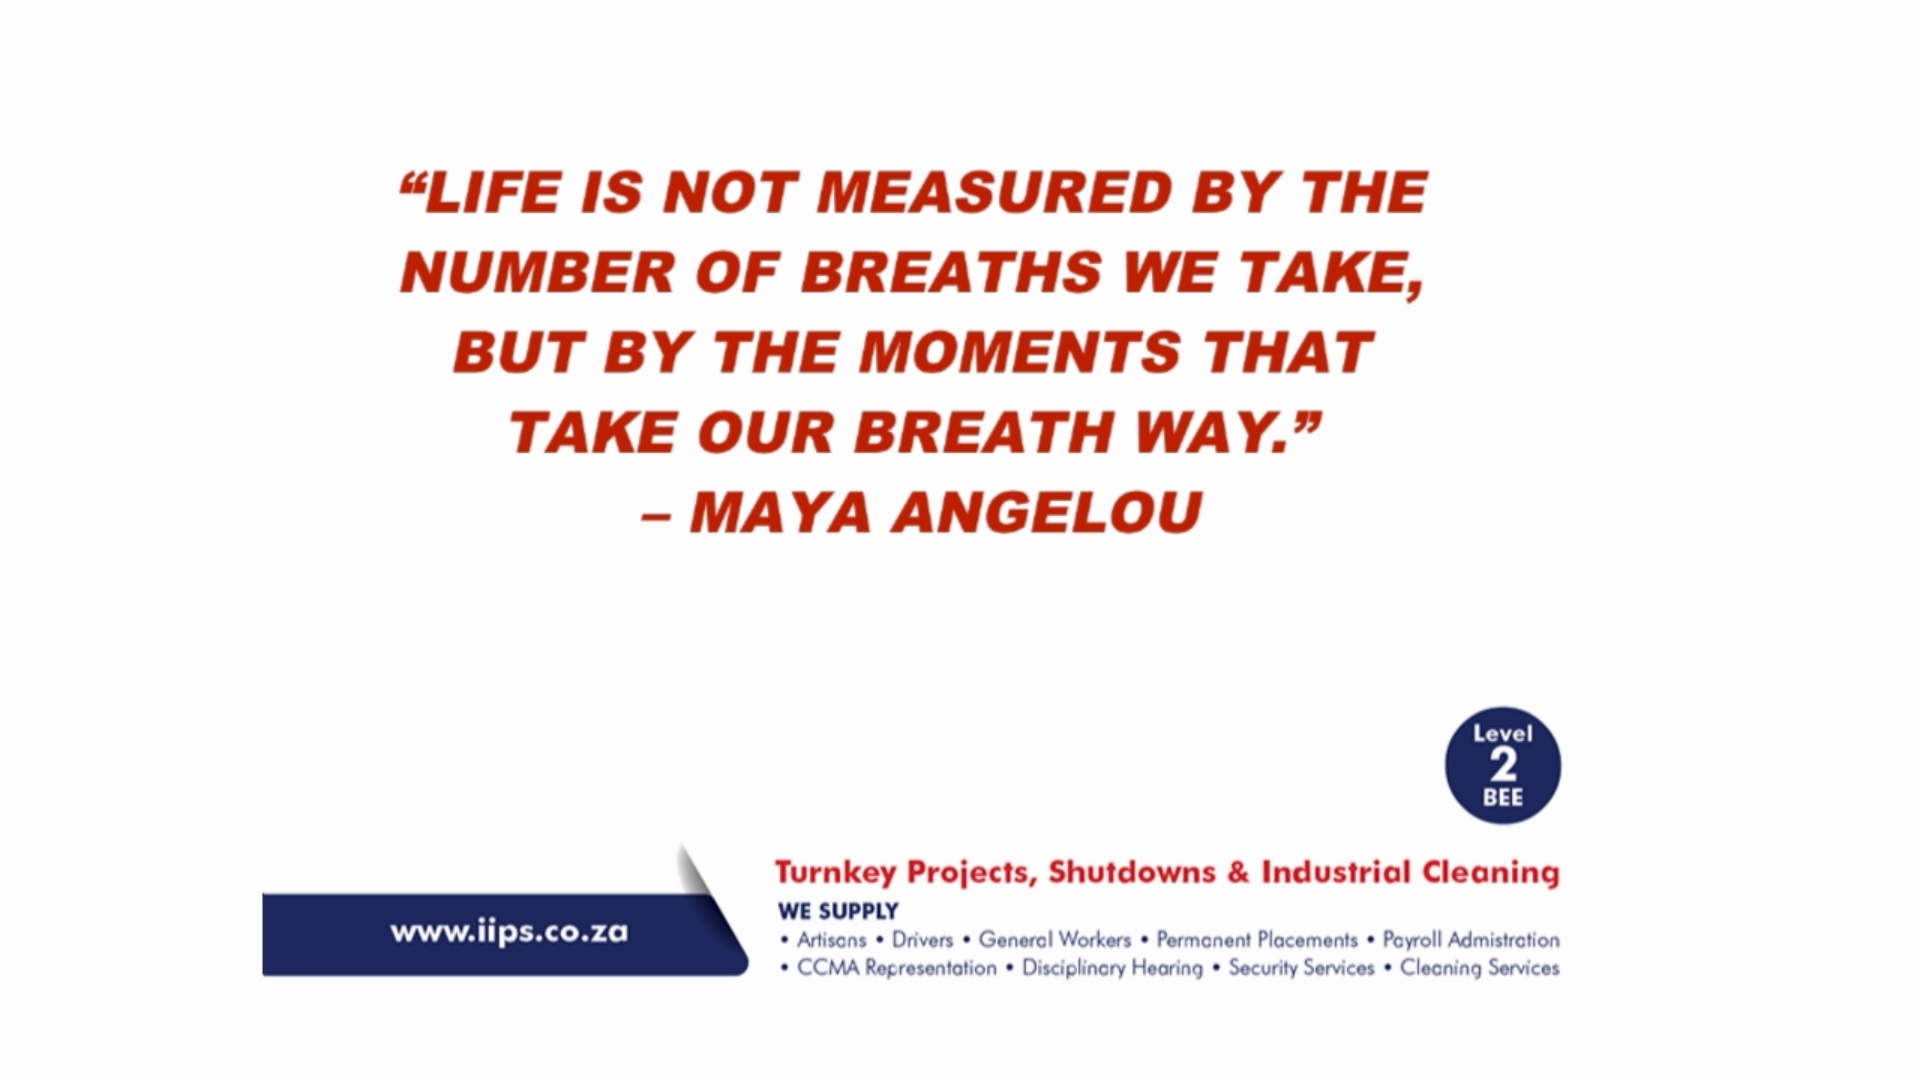 “LIFE IS NOT MEASURED BY THE
NUMBER OF BREATHS WE TAKE,
BUT BY THE MOMENTS THAT
TAKE OUR BREATH WAY.”
– MAYA ANGELOU
Level
2
BEE
Turnkey Projects, Shutdowns & Industrial Cleaning
WE SUPPLY
• Artisans • Drivers • General Workers • Permanent Placements • Payroll Admistration
• CCMA Representation • Disciplinary Hearing • Security Services • Cleaning Services
www.iips.co.za